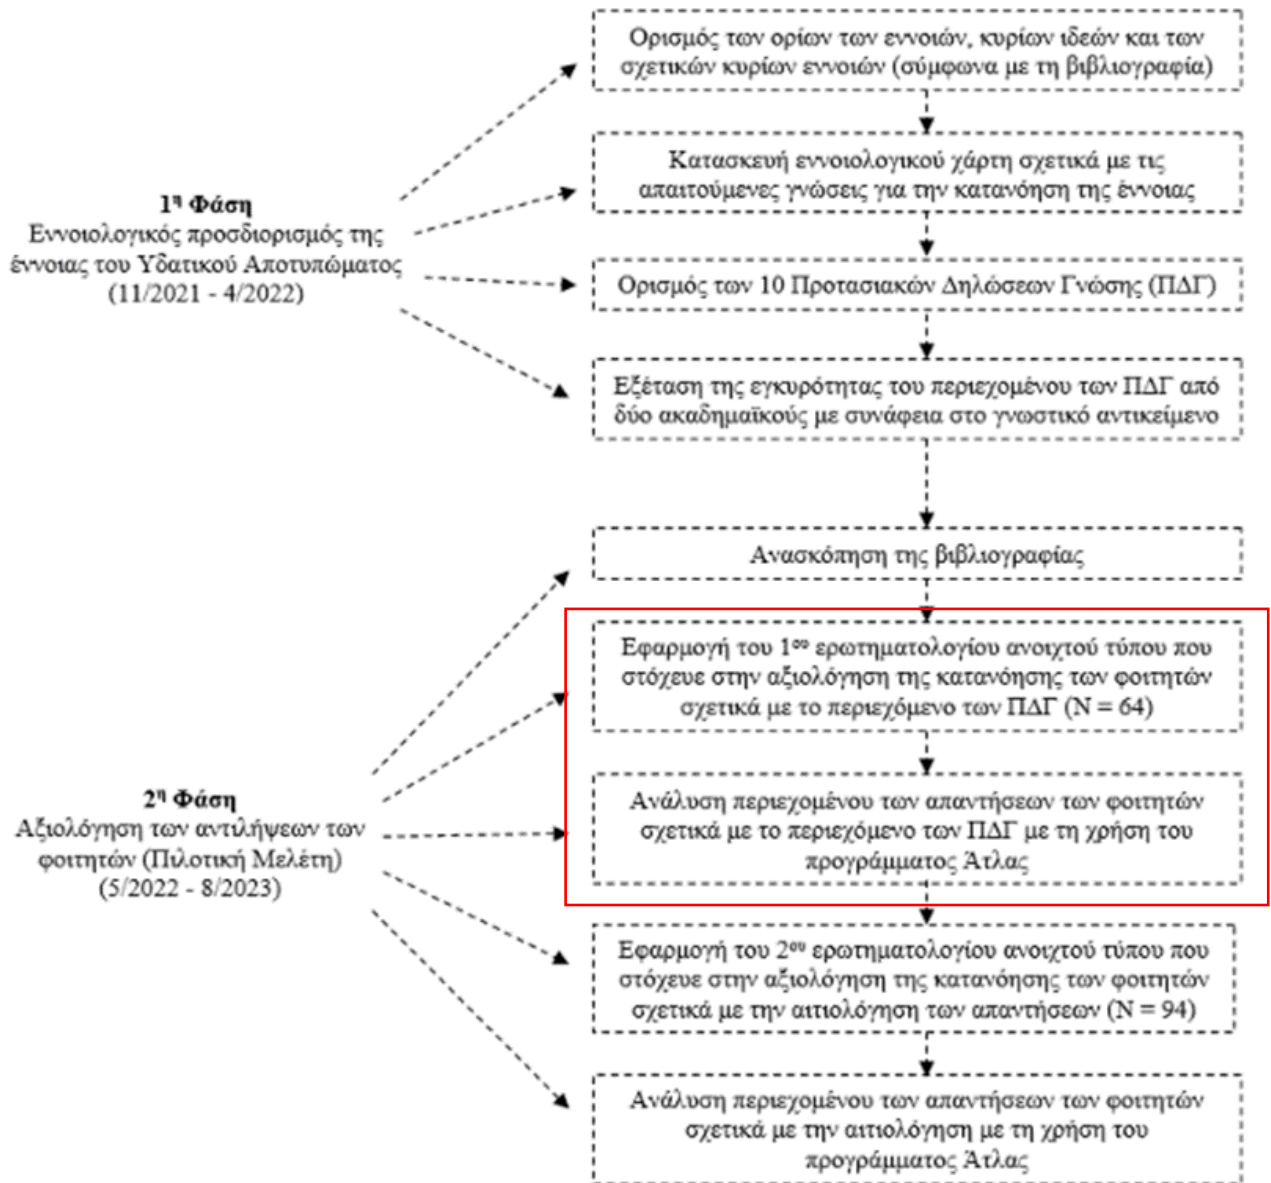 Ορισμός των ορίων των εννοιών, κυρίων ιδεών και των
σχετικών κυρίων εννοιών (σύμφωνα με τη βιβλιογραφία)
Κατασκευή εννοιολογικού χάρτη σχετικά με τις
απαιτούμενες γνώσεις για την κατανόηση της έννοιας
1η Φάση
Εννοιολογικός προσδιορισμός της
έννοιας του Υδατικού Αποτυπώματος
(11/2021 - 4/2022)
Ορισμός των 10 Προτασιακών Δηλώσεων Γνώσης (ΠΔΓ)
Εξέταση της εγκυρότητας του περιεχομένου των ΠΔΓ από
δύο ακαδημαϊκούς με συνάφεια στο γνωστικό αντικείμενο
Ανασκόπηση της βιβλιογραφίας
Εφαρμογή του 1ου ερωτηματολογίου ανοιχτού τύπου που
στόχευε στην αξιολόγηση της κατανόησης των φοιτητών
σχετικά με το περιεχόμενο των ΠΔΓ (N = 64)
2η Φάση
Αξιολόγηση των αντιλήψεων των
φοιτητών (Πιλοτική Μελέτη)
(5/2022 - 8/2023)
Ανάλυση περιεχομένου των απαντήσεων των φοιτητών
σχετικά με το περιεχόμενο των ΠΔΓ με τη χρήση του
προγράμματος Άτλας
Εφαρμογή του 2ου ερωτηματολογίου ανοιχτού τύπου που
στόχευε στην αξιολόγηση της κατανόησης των φοιτητών
σχετικά με την αιτιολόγηση των απαντήσεων (N = 94)
Ανάλυση περιεχομένου των απαντήσεων των φοιτητών
σχετικά με την αιτιολόγηση με τη χρήση του
προγράμματος Άτλας